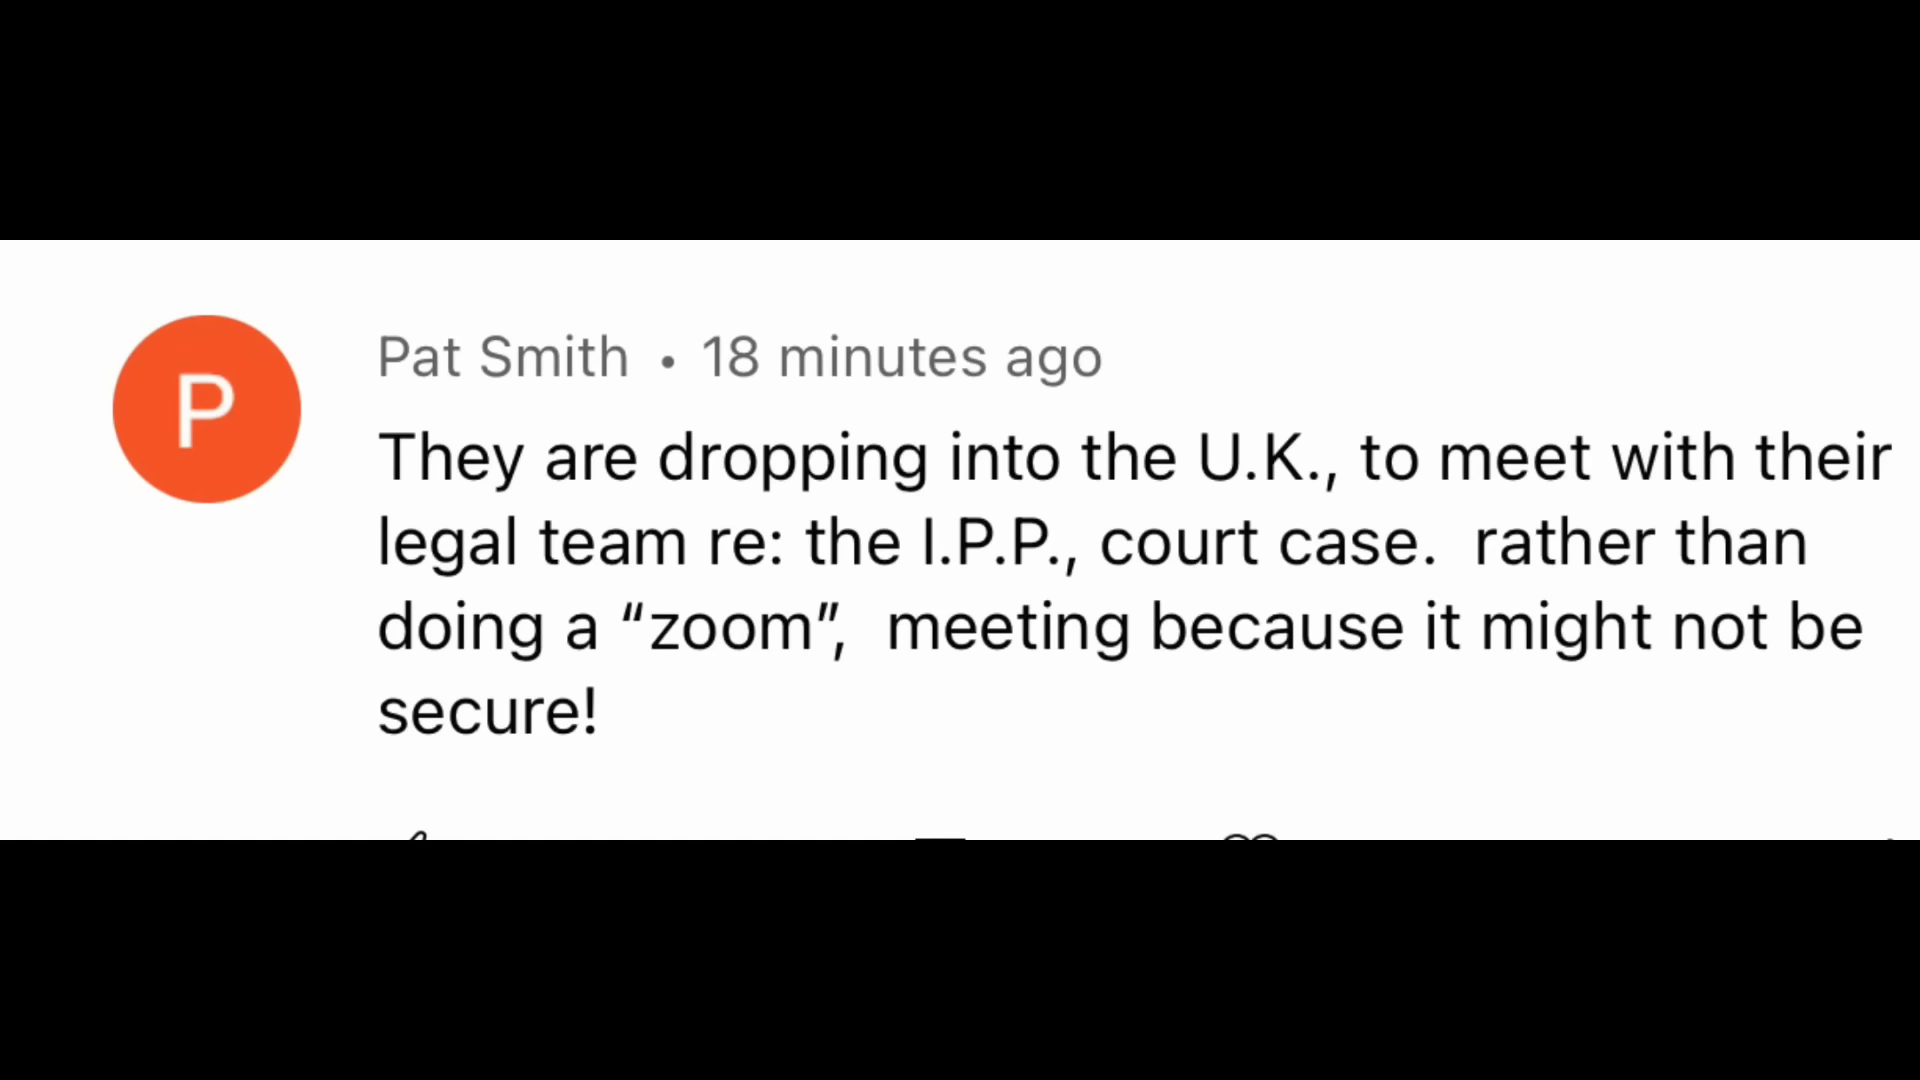 P
Pat Smith • 18 minutes ago
They are dropping into the U.K., to meet with their
legal team re: the I.P.P., court case.  rather than
doing a “zoom”,  meeting because it might not be
secure!